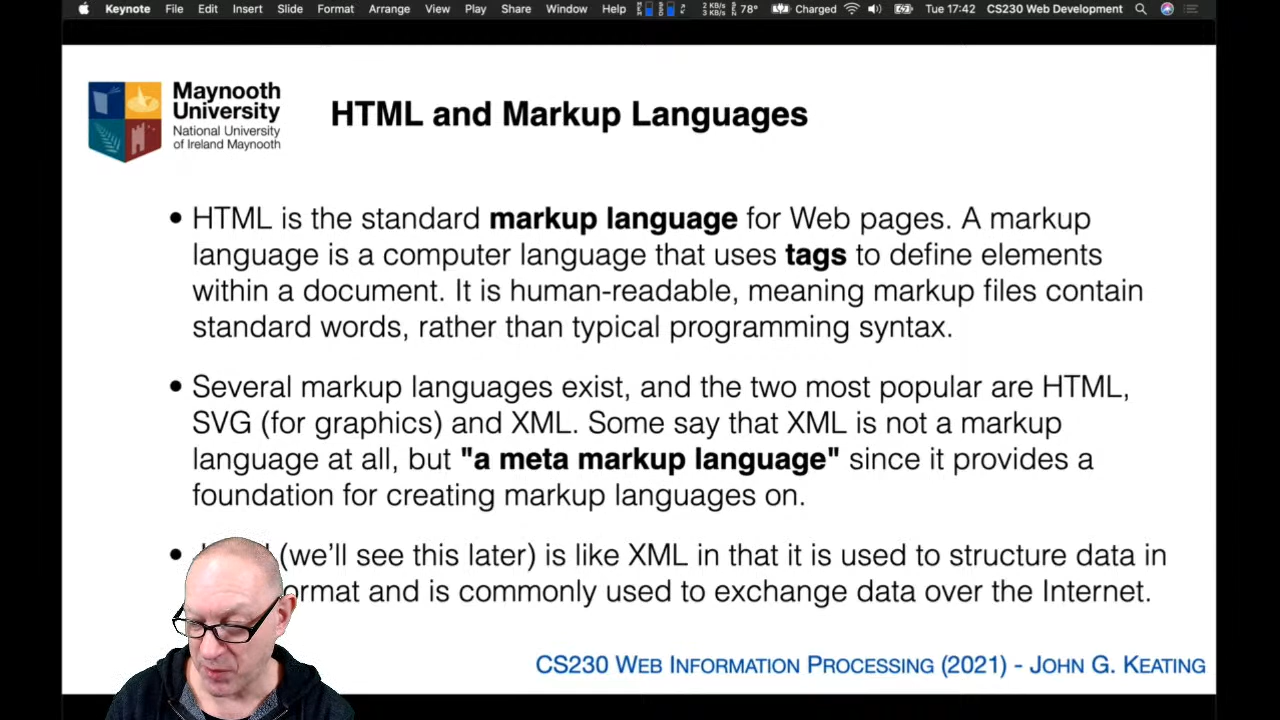 Keynote File Edit Insert Slide Format Arrange View Play Share Window Help 2 KB/s 3 KB/s 78° Charged Tue 17:42 CS230 Web Development
Maynooth
University
National University
of Ireland Maynooth
HTML and Markup Languages
• HTML is the standard markup language for Web pages. A markup
language is a computer language that uses tags to define elements
within a document. It is human-readable, meaning markup files contain
standard words, rather than typical programming syntax.
• Several markup languages exist, and the two most popular are HTML,
SVG (for graphics) and XML. Some say that XML is not a markup
language at all, but "a meta markup language" since it provides a
foundation for creating markup languages on.
• (we'll see this later) is like XML in that it is used to structure data in
and is commonly used to exchange data over the Internet.
CS230 Web Information Processing (2021) - John G. Keating